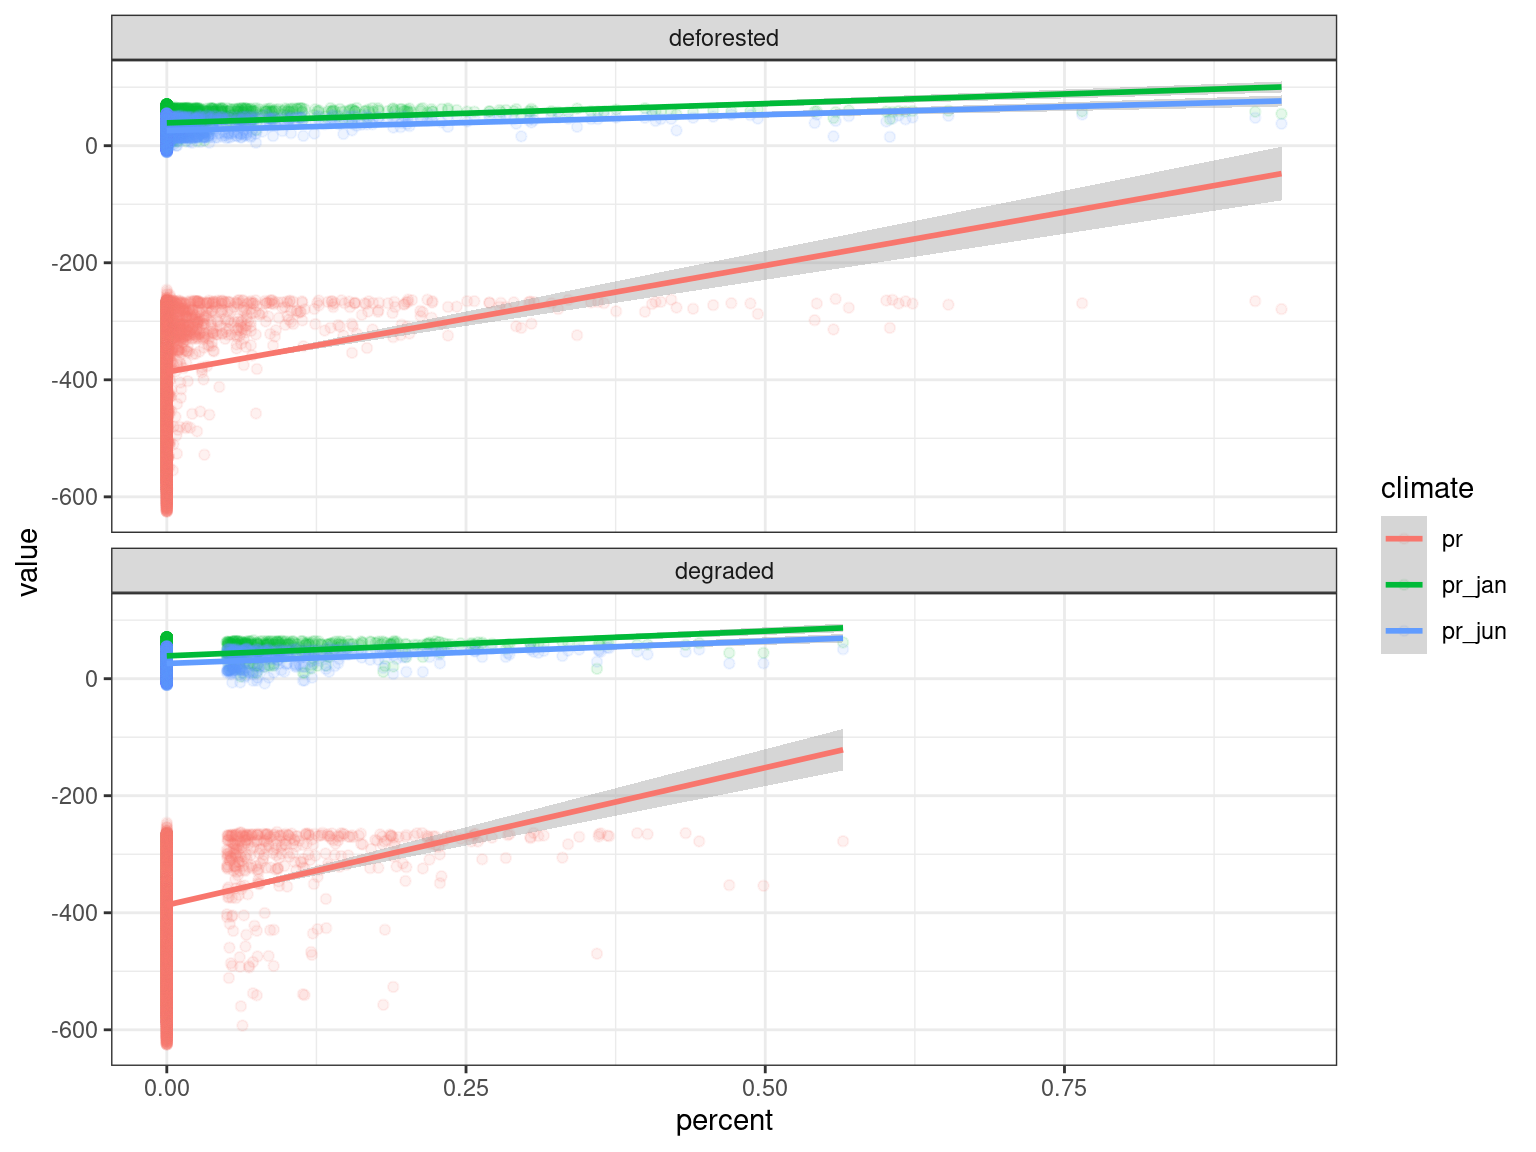 deforested
0
-200
-400
-600
degraded
0
-200
-400
-600
0.00 0.25 0.50 0.75
percent
value
climate
pr
pr_jan
pr_jun